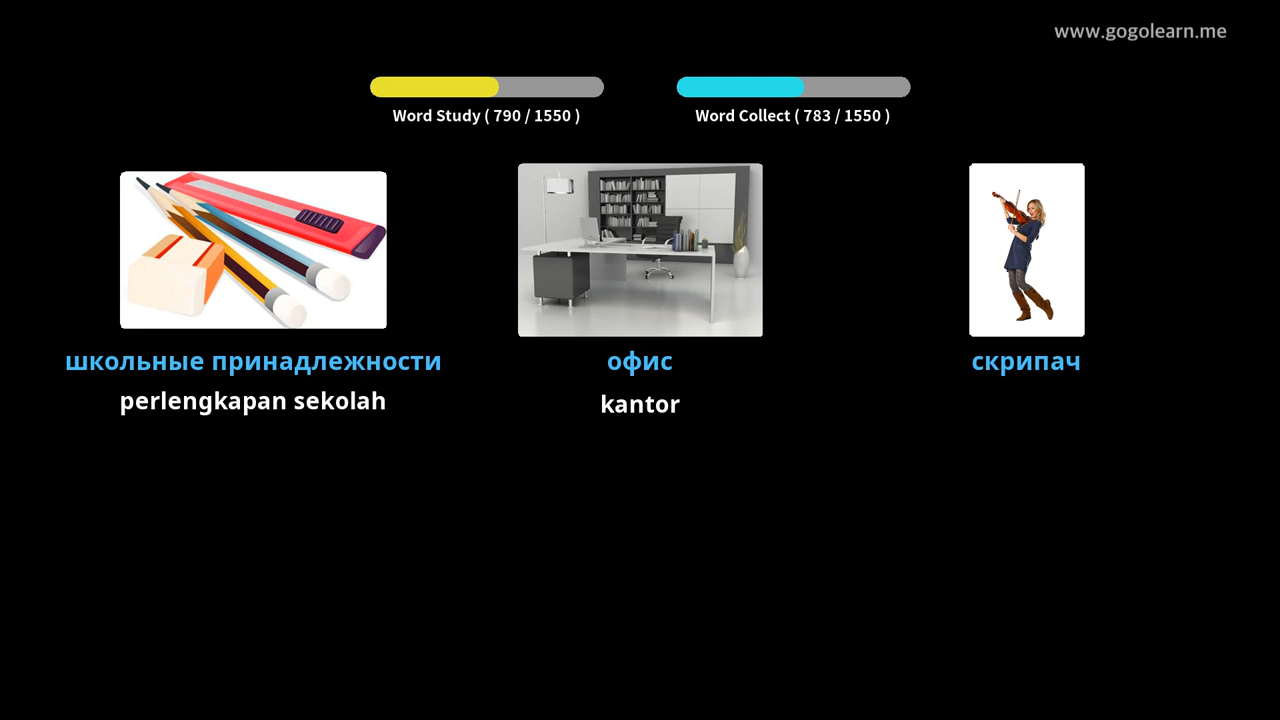 www.gogolearn.me
Word Study ( 790 / 1550 )
Word Collect ( 783 / 1550 )
школьные принадлежности
офис
скрипач
perlengkapan sekolah
kantor